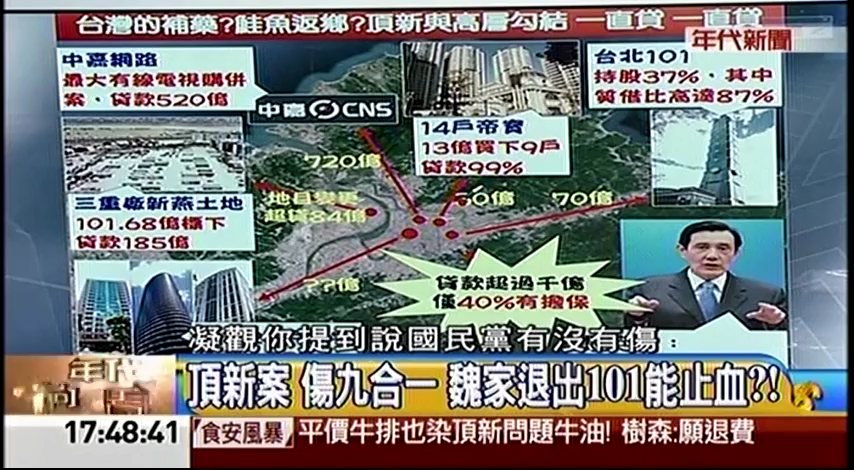 台灣的補藥?鮭魚返鄉?頂新與高層勾結 一直貸 一直貸
年代新聞
中嘉網路
最大有線電視購併
案，貸款520億
中嘉 CNS
14戶帝寶
13億買下9戶
貸款99%
台北101
持股37%，其中
質借比高達87%
720億
地目變更
超貸84億
60億
70億
三重廠新燕土地
101.68億標下
貸款185億
??億
貸款超過千億
僅40%有擔保
凝觀你提到說國民黨有沒有傷
年代
頂新案 傷九合一 魏家退出101能止血?!
17:48:41
食安風暴
平價牛排也染頂新問題牛油! 樹森:願退費